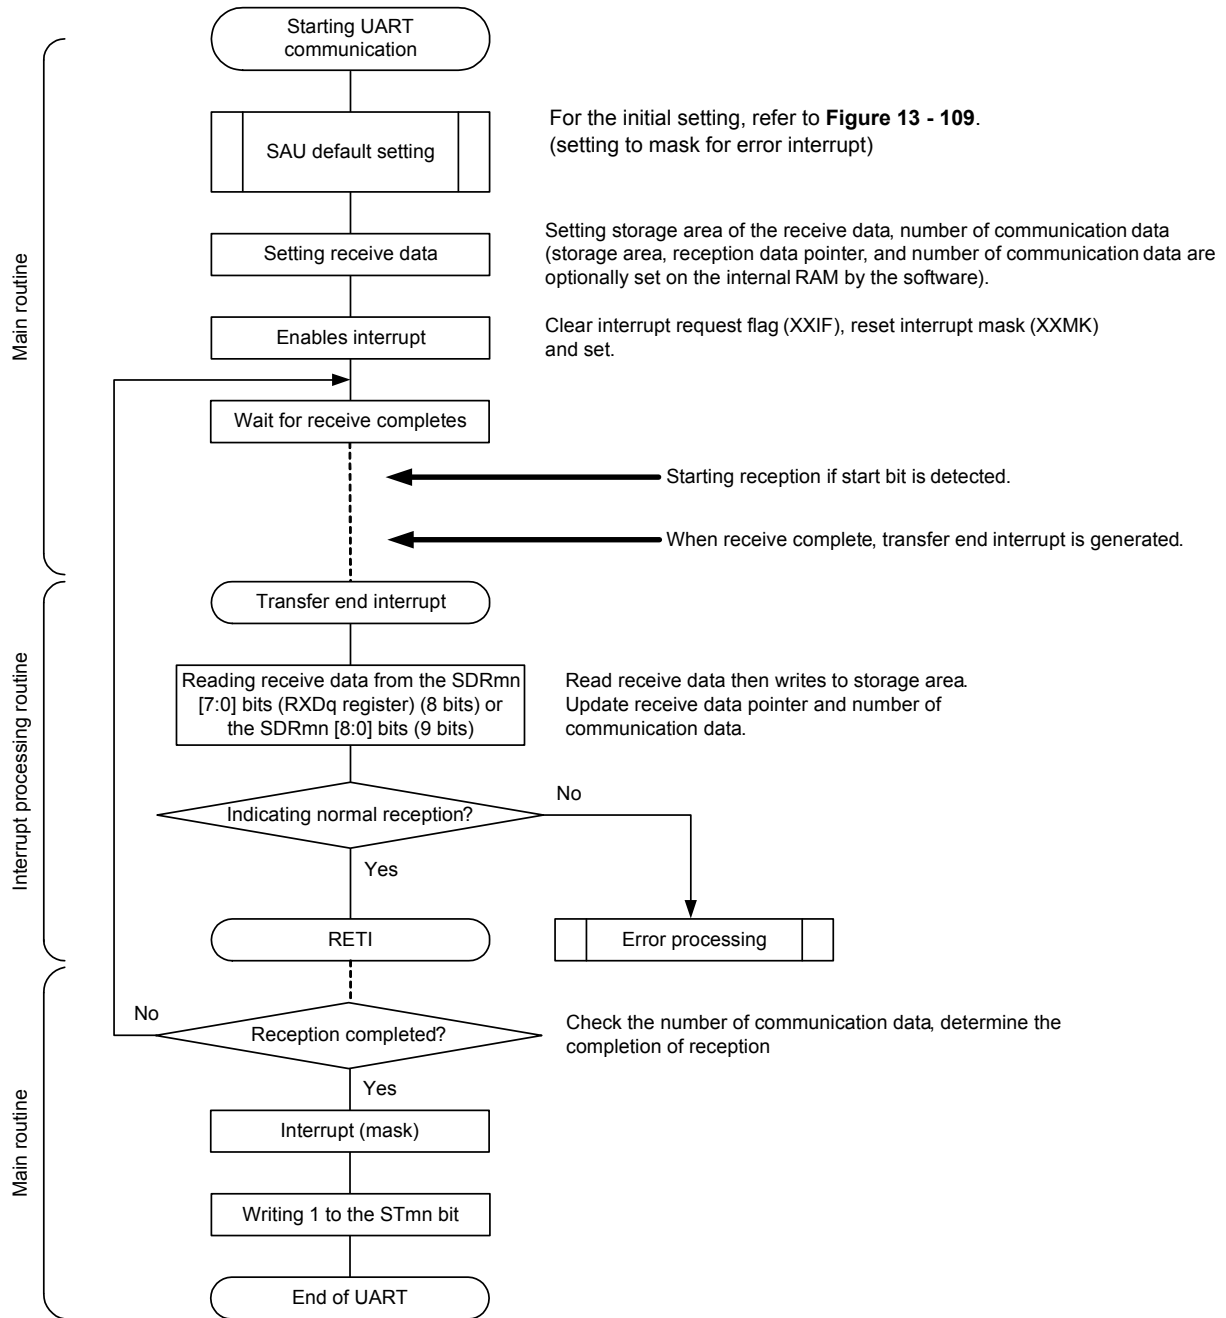 Starting UART
communication
SAU default setting
For the initial setting, refer to Figure 13 - 109.
(setting to mask for error interrupt)
Main routine
Setting receive data
Setting storage area of the receive data, number of communication data
(storage area, reception data pointer, and number of communication data are
optionally set on the internal RAM by the software).
Enables interrupt
Clear interrupt request flag (XXIF), reset interrupt mask (XXMK)
and set.
Wait for receive completes
Starting reception if start bit is detected.
When receive complete, transfer end interrupt is generated.
Interrupt processing routine
Transfer end interrupt
Reading receive data from the SDRmn
[7:0] bits (RXDq register) (8 bits) or
the SDRmn [8:0] bits (9 bits)
Read receive data then writes to storage area.
Update receive data pointer and number of
communication data.
Indicating normal reception?
No
Yes
RETI
Error processing
Main routine
No
Reception completed?
Check the number of communication data, determine the
completion of reception
Yes
Interrupt (mask)
Writing 1 to the STmn bit
End of UART